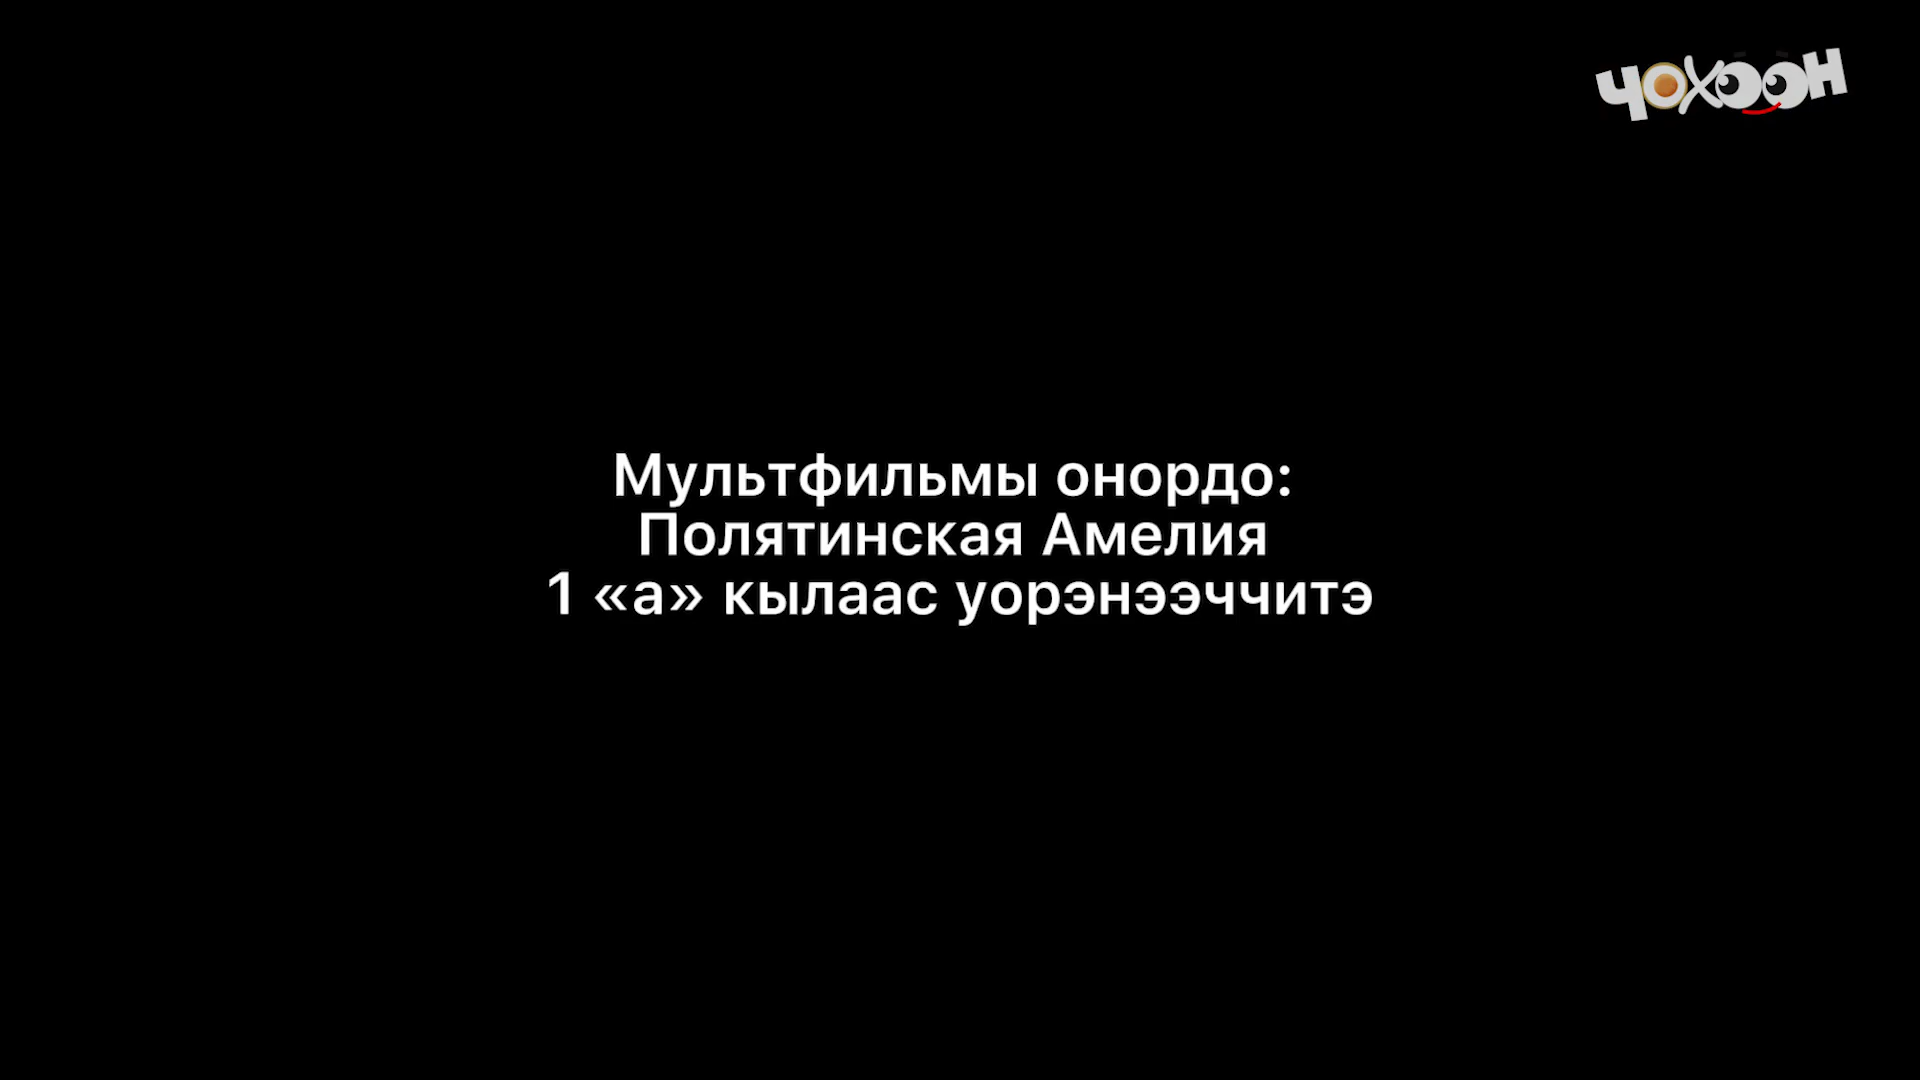 ЧОХООН
Мультфильмы онордо:
Полятинская Амелия
1 «а» кылаас уорэнээччитэ